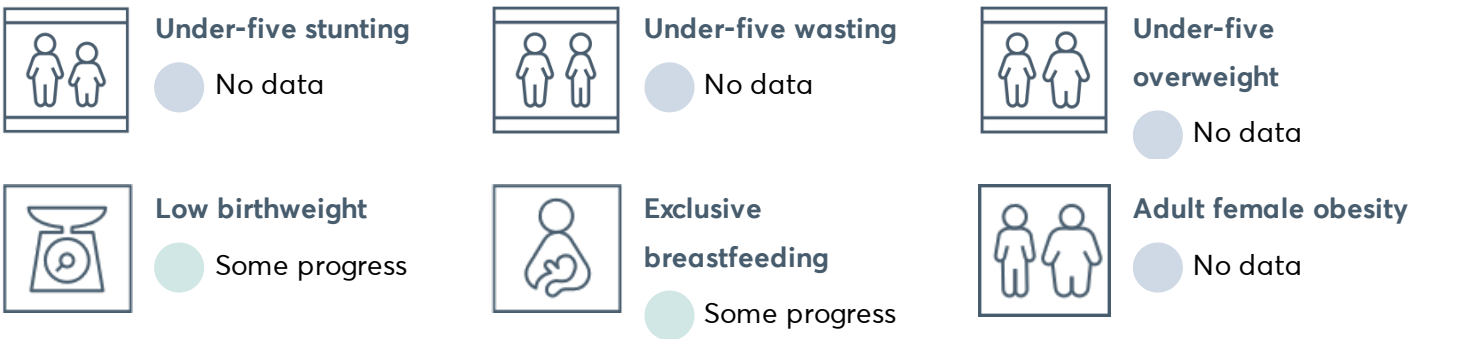 Under-five stunting
No data
Under-five wasting
No data
Under-five
overweight
No data
Low birthweight
Some progress
Exclusive
breastfeeding
Some progress
Adult female obesity
No data